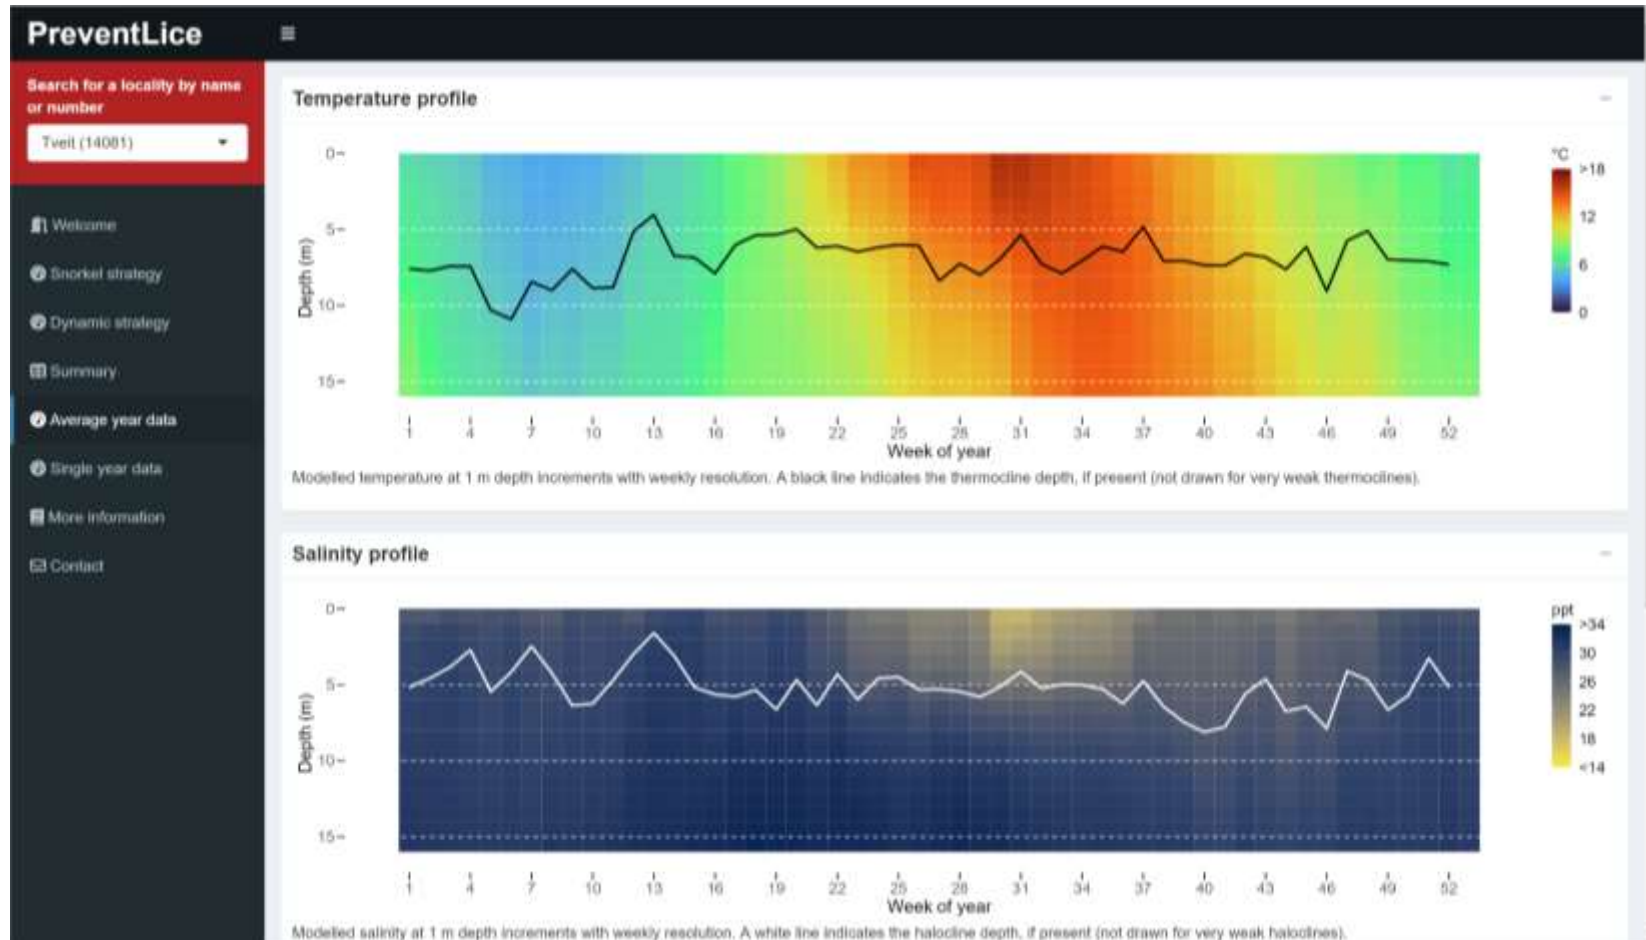 PreventLice
Search for a locality by name
or number
Tveit (14081)
Welcome
Snorkel strategy
Dynamic strategy
Summary
Average year data
Single year data
More information
Contact
Temperature profile
0
5
10
15
Depth (m)
1 4 7 10 13 16 19 22 25 28 31 34 37 40 43 46 49 52
Week of year
°C
>18
12
6
0
Modelled temperature at 1 m depth increments with weekly resolution. A black line indicates the thermocline depth, if present (not drawn for very weak thermoclines).
Salinity profile
0
5
10
15
Depth (m)
1 4 7 10 13 16 19 22 25 28 31 34 37 40 43 46 49 52
Week of year
ppt
>34
30
26
22
18
<14
Modelled salinity at 1 m depth increments with weekly resolution. A white line indicates the halocline depth, if present (not drawn for very weak haloclines).